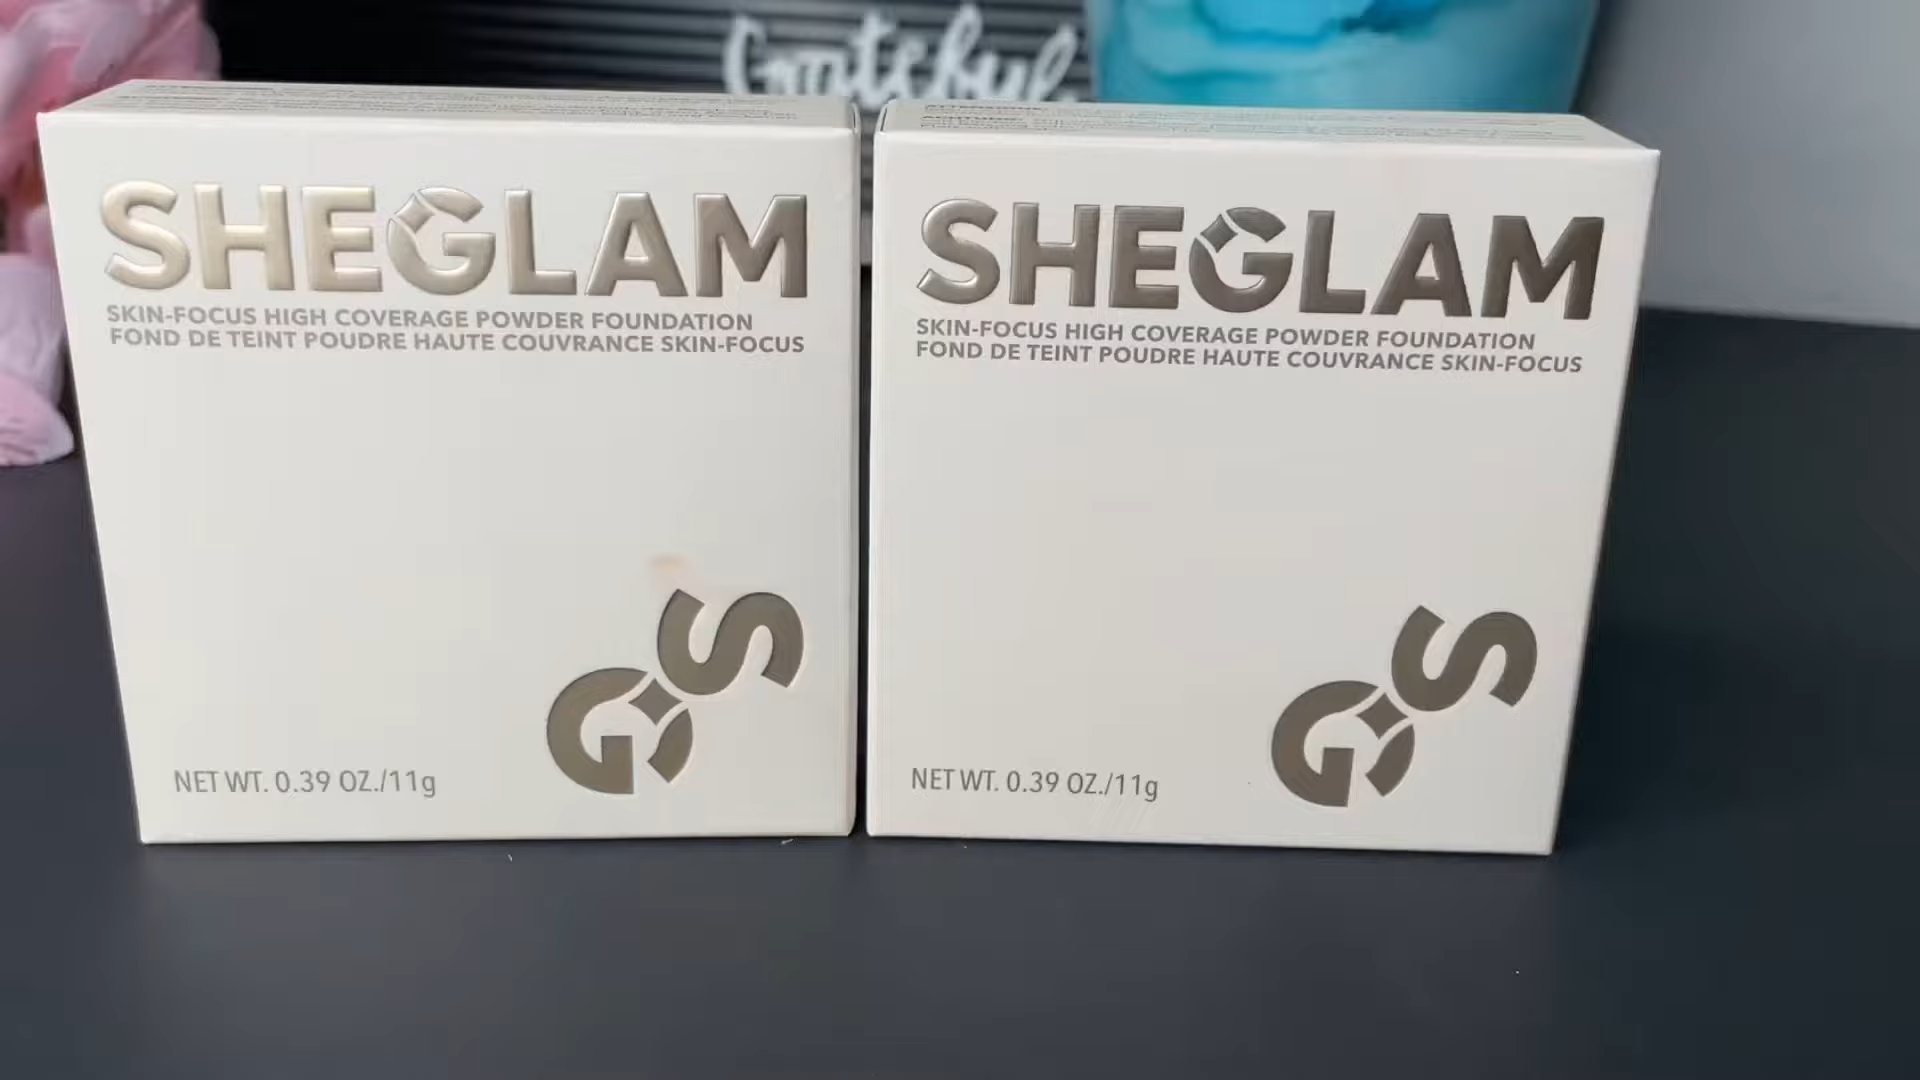 Grateful
SHEGLAM
SKIN-FOCUS HIGH COVERAGE POWDER FOUNDATION
FOND DE TEINT POUDRE HAUTE COUVRANCE SKIN-FOCUS
GS
NET WT. 0.39 OZ./11g
SHEGLAM
SKIN-FOCUS HIGH COVERAGE POWDER FOUNDATION
FOND DE TEINT POUDRE HAUTE COUVRANCE SKIN-FOCUS
GS
NET WT. 0.39 OZ./11g